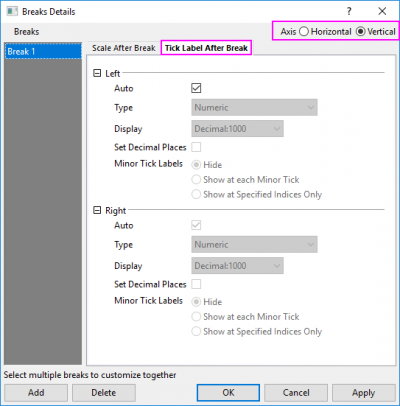 Breaks Details ? ×
Breaks Axis Horizontal Vertical
Break 1 Scale After Break Tick Label After Break
Left
Auto
Type Numeric
Display Decimal:1000
Set Decimal Places
Minor Tick Labels Hide
Show at each Minor Tick
Show at Specified Indices Only
Right
Auto
Type Numeric
Display Decimal:1000
Set Decimal Places
Minor Tick Labels Hide
Show at each Minor Tick
Show at Specified Indices Only
Select multiple breaks to customize together
Add Delete OK Cancel Apply